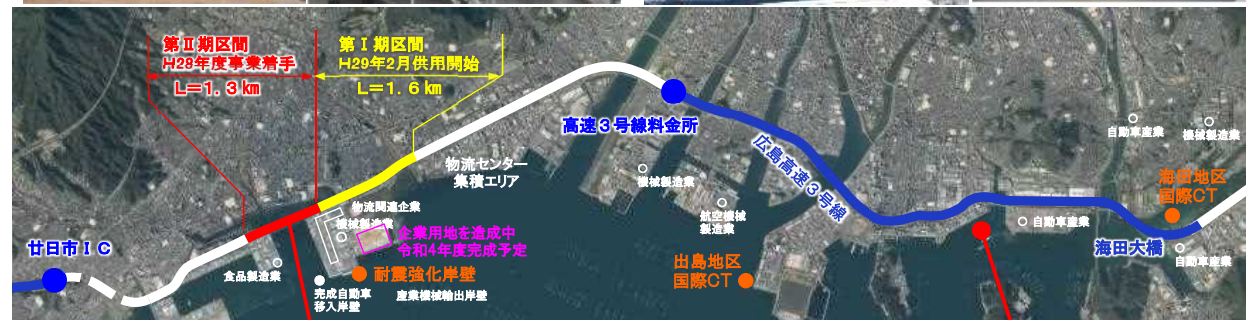 第Ⅱ期区間
H28年度事業着手
L=1.3㎞
第Ⅰ期区間
H29年2月供用開始
L=1.6㎞
高速3号線料金所
広島高速3号線
自動車産業
機械製造業
物流センター
集積エリア
機械製造業
航空機械
製造業
海田地区
国際CT
自動車産業
海田大橋
自動車産業
物流関連企業
機械製造業
企業用地を造成中
令和4年度完成予定
廿日市IC
食品製造業
耐震強化岸壁
完成自動車
移入岸壁
産業機械輸出岸壁
出島地区
国際CT